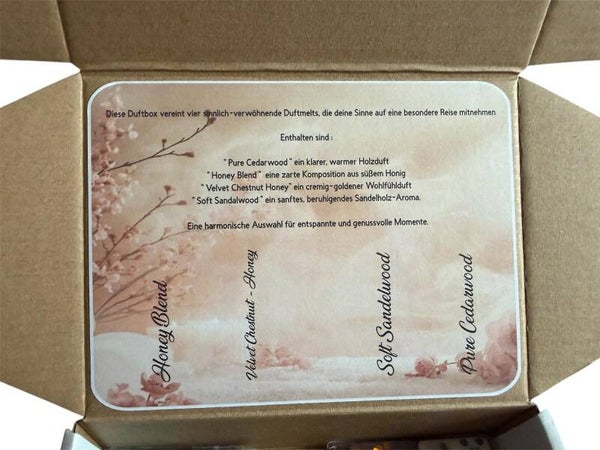 Diese Duftbox vereint vier sinnlich-verwöhnende Duftmelts, die deine Sinne auf eine besondere Reise mitnehmen
Enthalten sind :
"Pure Cedarwood" ein klarer, warmer Holzduft
"Honey Blend" eine zarte Komposition aus süßem Honig
"Velvet Chestnut Honey" ein cremig-goldener Wohlfühlduft
"Soft Sandalwood" ein sanftes, beruhigendes Sandelholz-Aroma.
Eine harmonische Auswahl für entspannte und genussvolle Momente.
Honey Blend
Velvet Chestnut - Honey
Soft Sandelwood
Pure Cedarwood